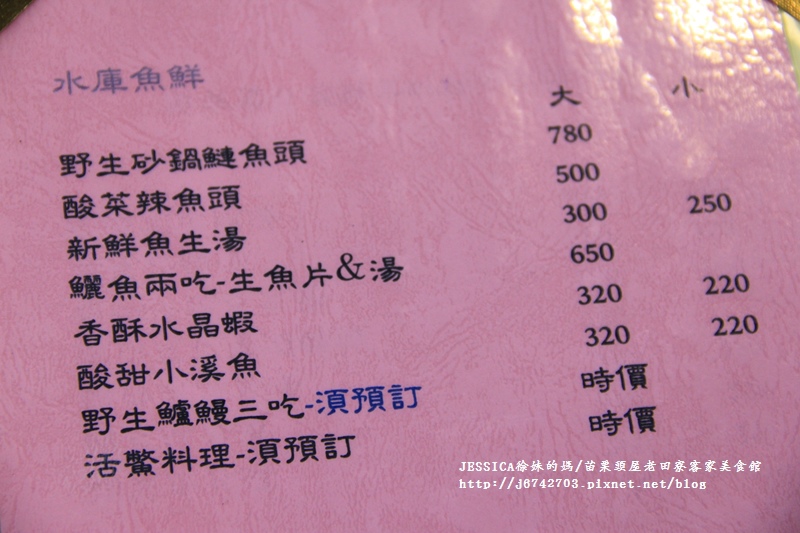 水庫魚鮮
大 小
野生砂鍋鰱魚頭 780
酸菜辣魚頭 500
新鮮魚生湯 300 250
鱺魚兩吃-生魚片&湯 650
香酥水晶蝦 320 220
酸甜小溪魚 320 220
野生鱸鰻三吃-須預訂 時價
活鱉料理-須預訂 時價
JESSICA徐妹的媽/苗栗頭屋老田寮客家美食館
http://j6742703.pixnet.net/blog